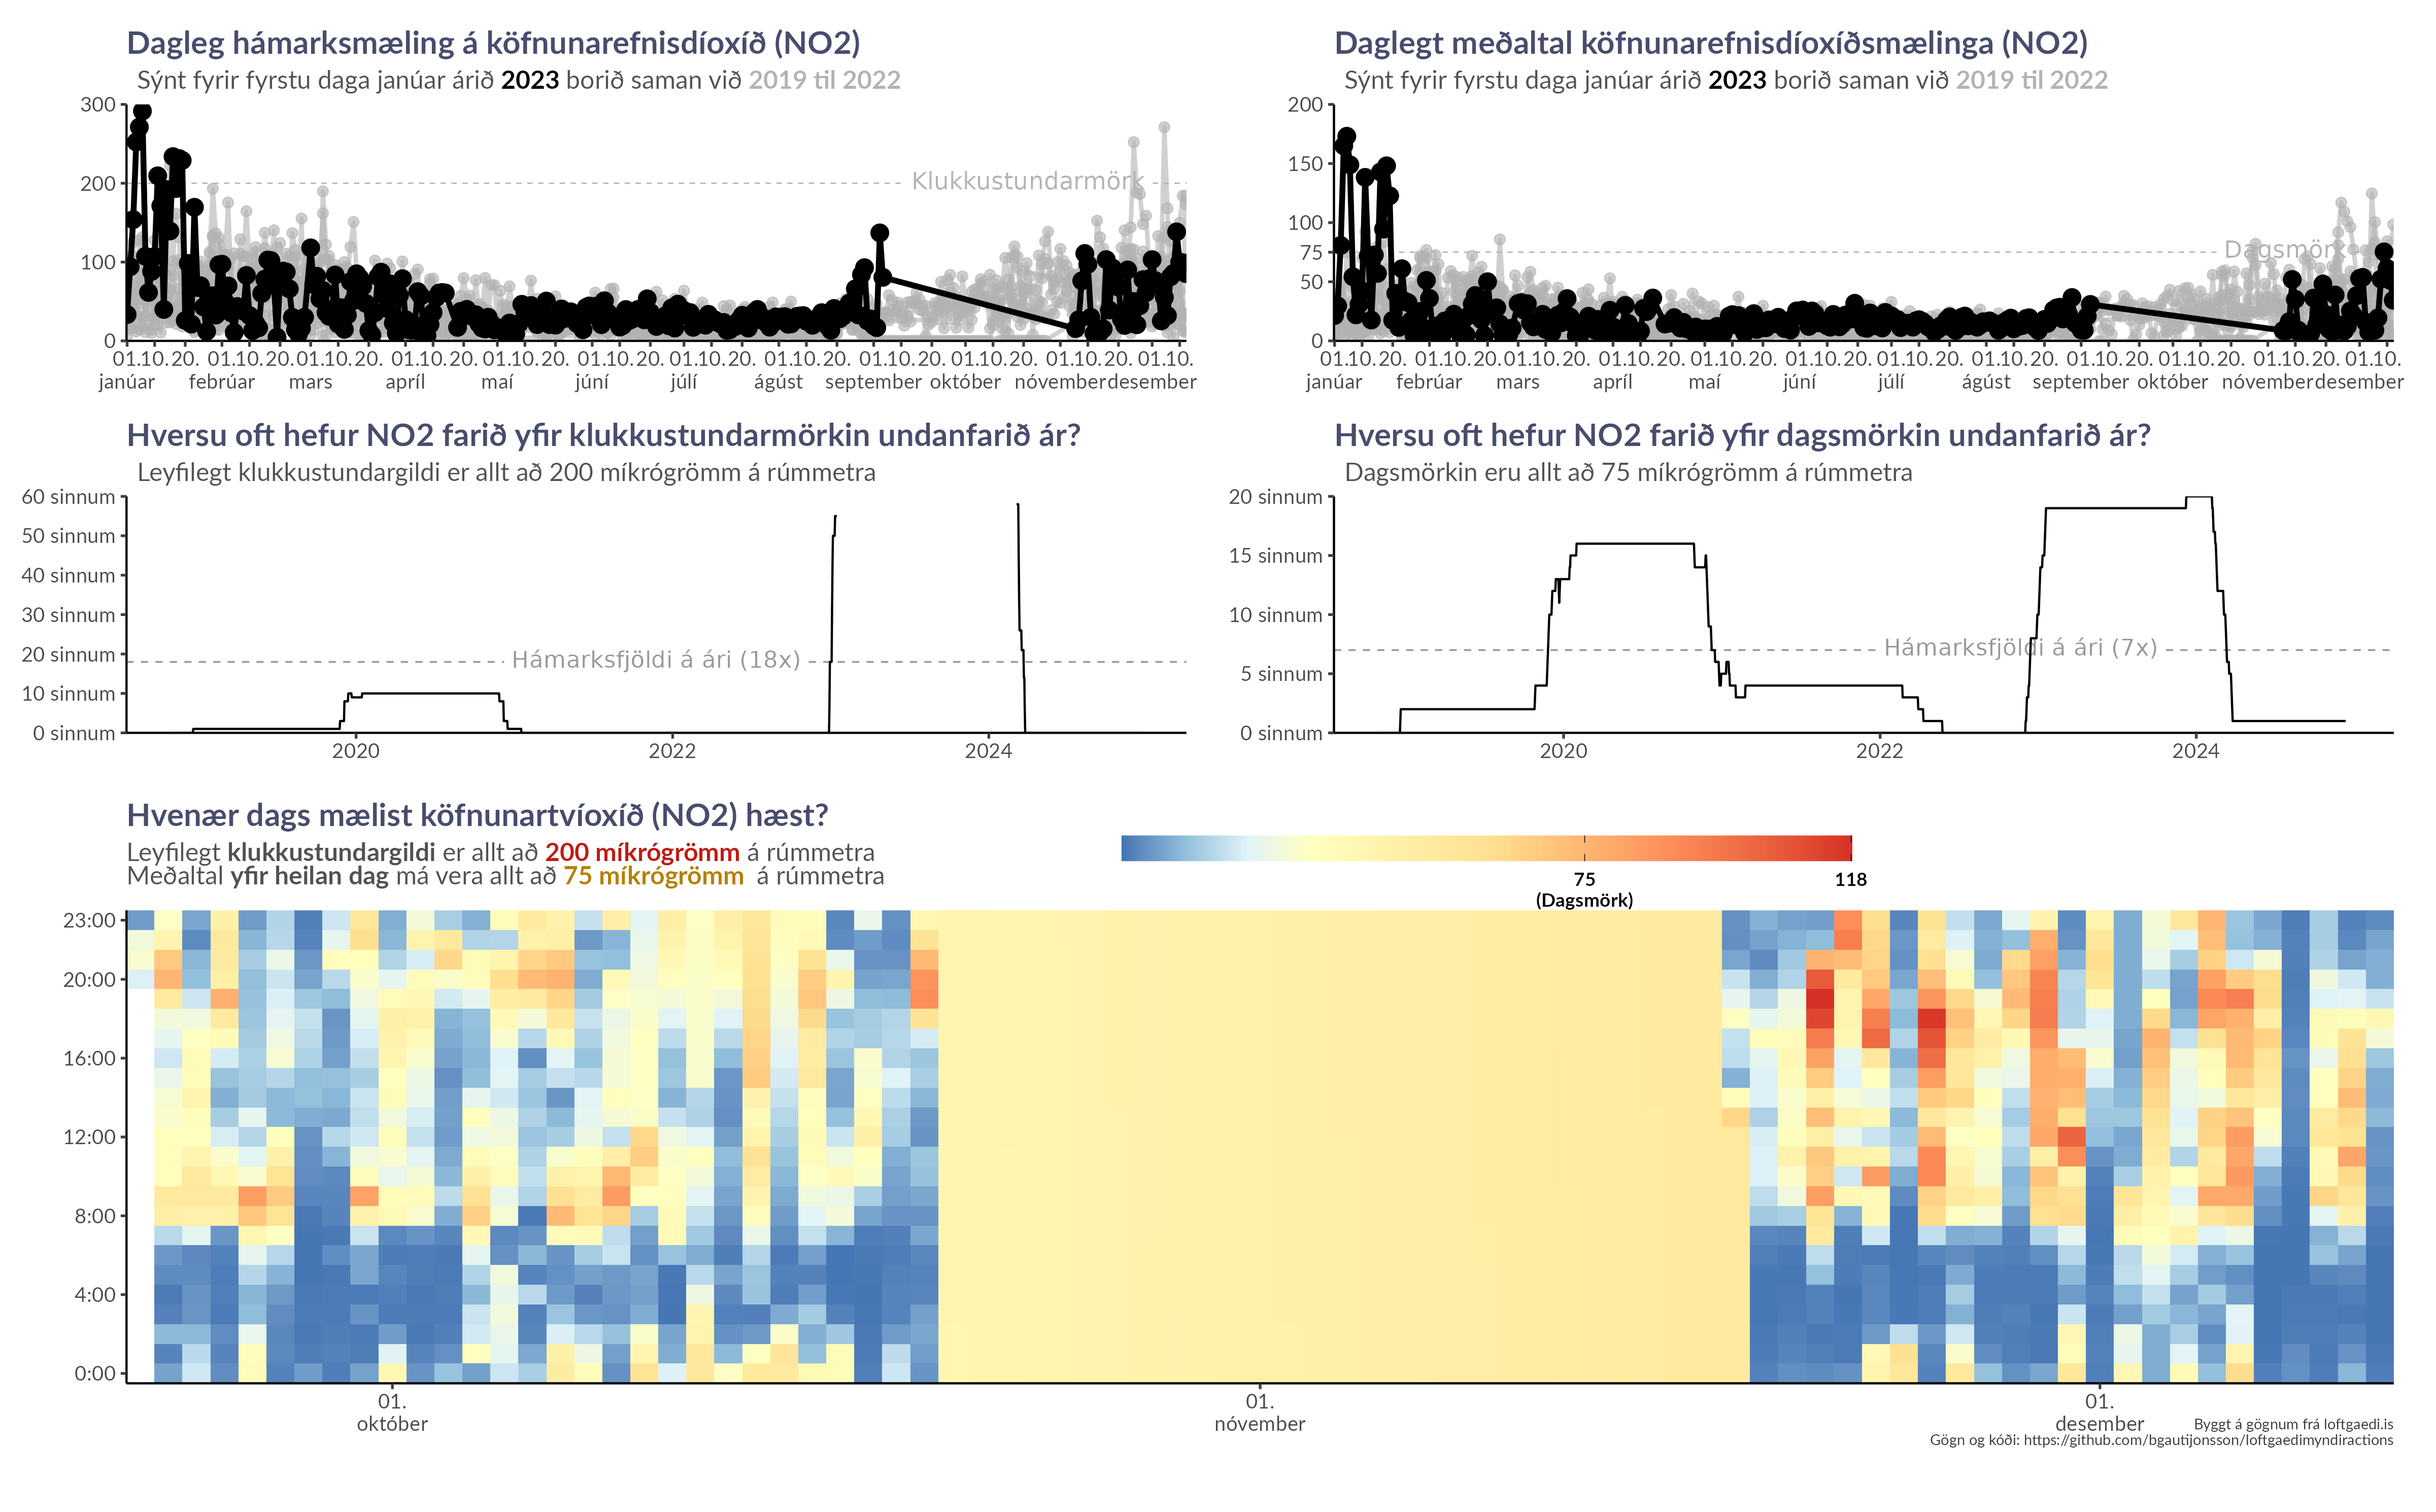 Dagleg hámarksmæling á köfnunarefnisdíoxíð (NO2)
Sýnt fyrir fyrstu daga janúar árið 2023 borið saman við 2019 til 2022
300
200
100
0
Klukkustundarmörk
01. 10. 20. 01. 10. 20. 01. 10. 20. 01. 10. 20. 01. 10. 20. 01. 10. 20. 01. 10. 20. 01. 10. 20. 01. 10. 20. 01. 10. 20. 01. 10. 20. 01. 10.
janúar febrúar mars apríl maí júní júlí ágúst september október nóvember desember
Daglegt meðaltal köfnunarefnisdíoxíðsmælinga (NO2)
Sýnt fyrir fyrstu daga janúar árið 2023 borið saman við 2019 til 2022
200
150
100
75
50
0
Dagsmörk
01. 10. 20. 01. 10. 20. 01. 10. 20. 01. 10. 20. 01. 10. 20. 01. 10. 20. 01. 10. 20. 01. 10. 20. 01. 10. 20. 01. 10. 20. 01. 10. 20. 01. 10.
janúar febrúar mars apríl maí júní júlí ágúst september október nóvember desember
Hversu oft hefur NO2 farið yfir klukkustundarmörkin undanfarið ár?
Leyfilegt klukkustundargildi er allt að 200 míkrógrömm á rúmmetra
60 sinnum
50 sinnum
40 sinnum
30 sinnum
20 sinnum
10 sinnum
0 sinnum
Hámarksfjöldi á ári (18x)
2020 2022 2024
Hversu oft hefur NO2 farið yfir dagsmörkin undanfarið ár?
Dagsmörkin eru allt að 75 míkrógrömm á rúmmetra
20 sinnum
15 sinnum
10 sinnum
5 sinnum
0 sinnum
Hámarksfjöldi á ári (7x)
2020 2022 2024
Hvenær dags mælist köfnunartvíoxíð (NO2) hæst?
Leyfilegt klukkustundargildi er allt að 200 míkrógrömm á rúmmetra
Meðaltal yfir heilan dag má vera allt að 75 míkrógrömm á rúmmetra
75 118
(Dagsmörk)
23:00
20:00
16:00
12:00
8:00
4:00
0:00
01. 01. 01.
október nóvember desember
Byggt á gögnum frá loftgaedi.is
Gögn og kóði: https://github.com/bgautijonsson/loftgaedimyndiractions